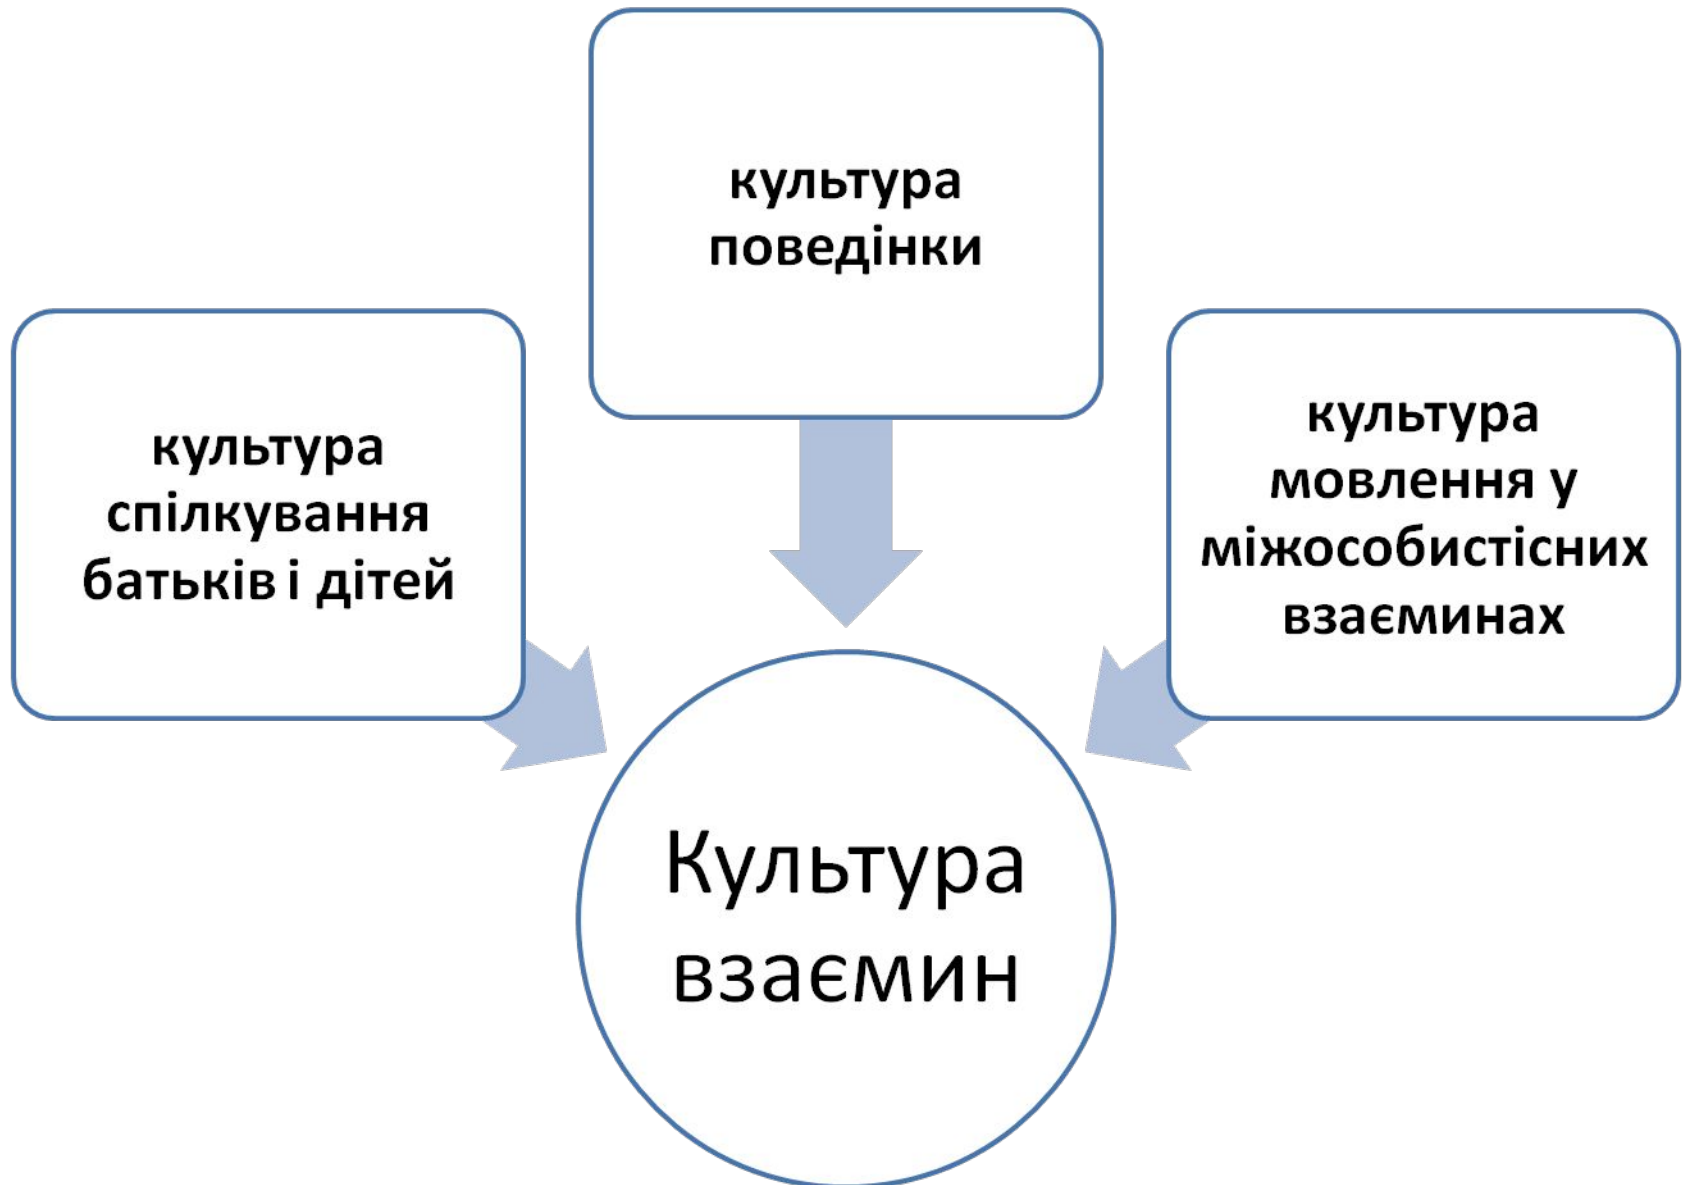 культура
поведінки
культура
спілкування
батьків і дітей
культура
мовлення у
міжособистісних
взаєминах
Культура
взаємин